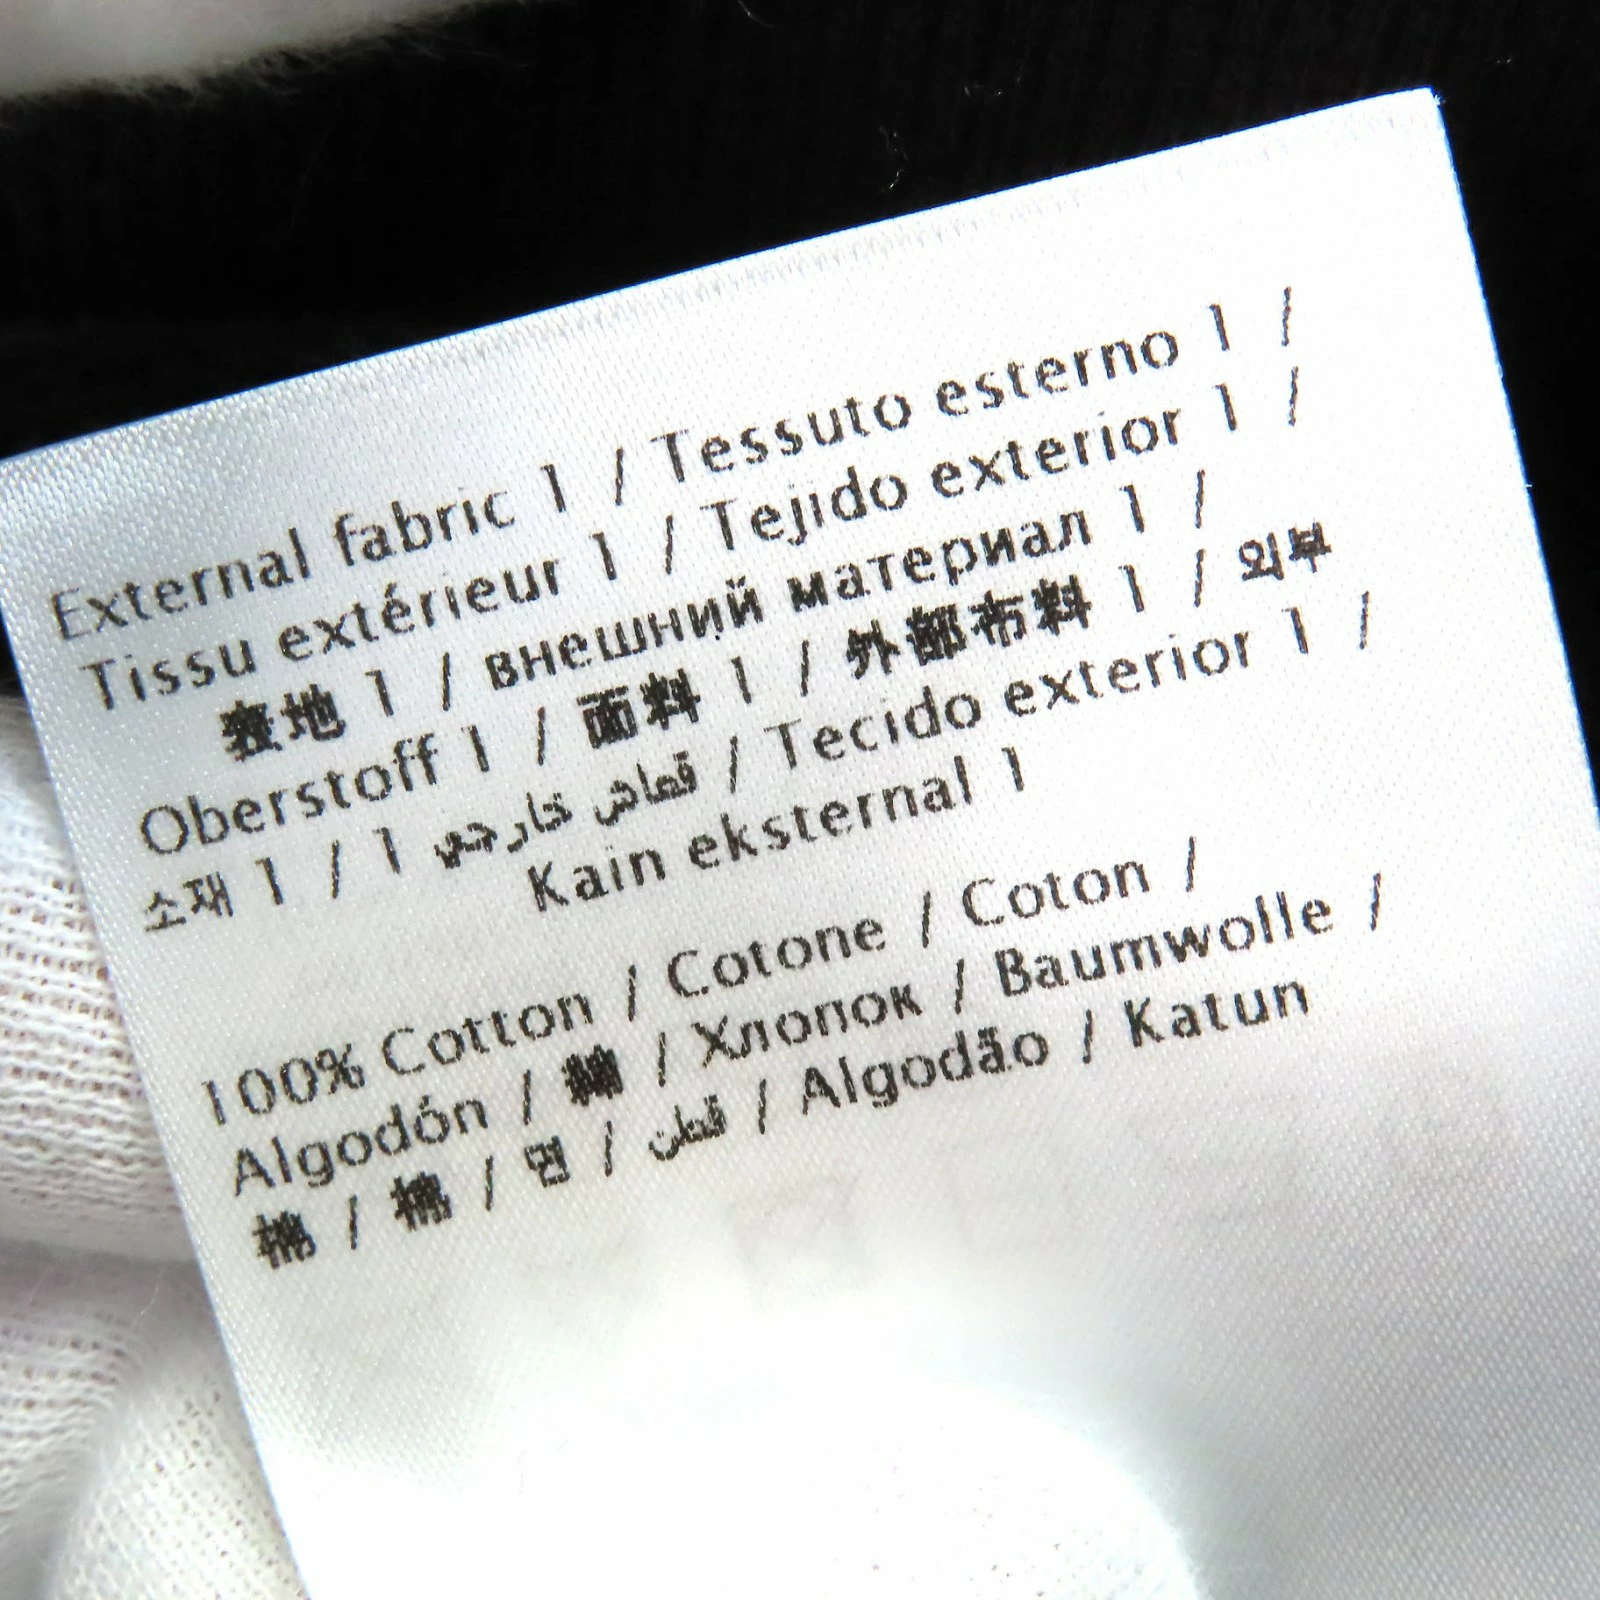 External fabric 1 / Tessuto esterno 1 /
Tissu extérieur 1 / Tejido exterior 1 /
表地 1 / внешний материал 1 /
Oberstoff 1 / 面料 1 / 外部布料 1 / 외부
소재 1 / 1 قماش خارجي / Tecido exterior 1 /
Kain eksternal 1
100% Cotton / Cotone / Coton /
Algodón / 綿 / Хлопок / Baumwolle /
棉 / 棉 / 면 / قطن / Algodão / Katun